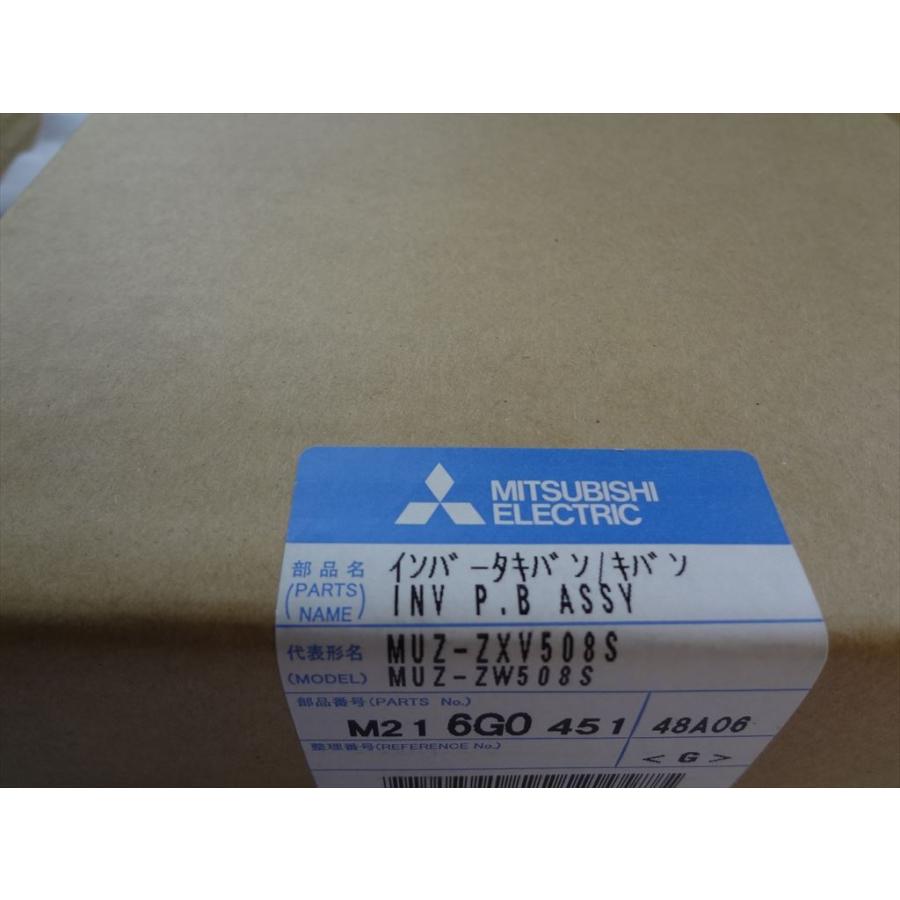 MITSUBISHI
ELECTRIC
部品名 インバータキバン/キバン
(PARTS NAME) INV P.B ASSY
代表形名 MUZ-ZXV508S
(MODEL) MUZ-ZW508S
部品番号(PARTS No.)
M21 6G0 451 / 48A06
整理番号(REFERENCE No.)
<G>